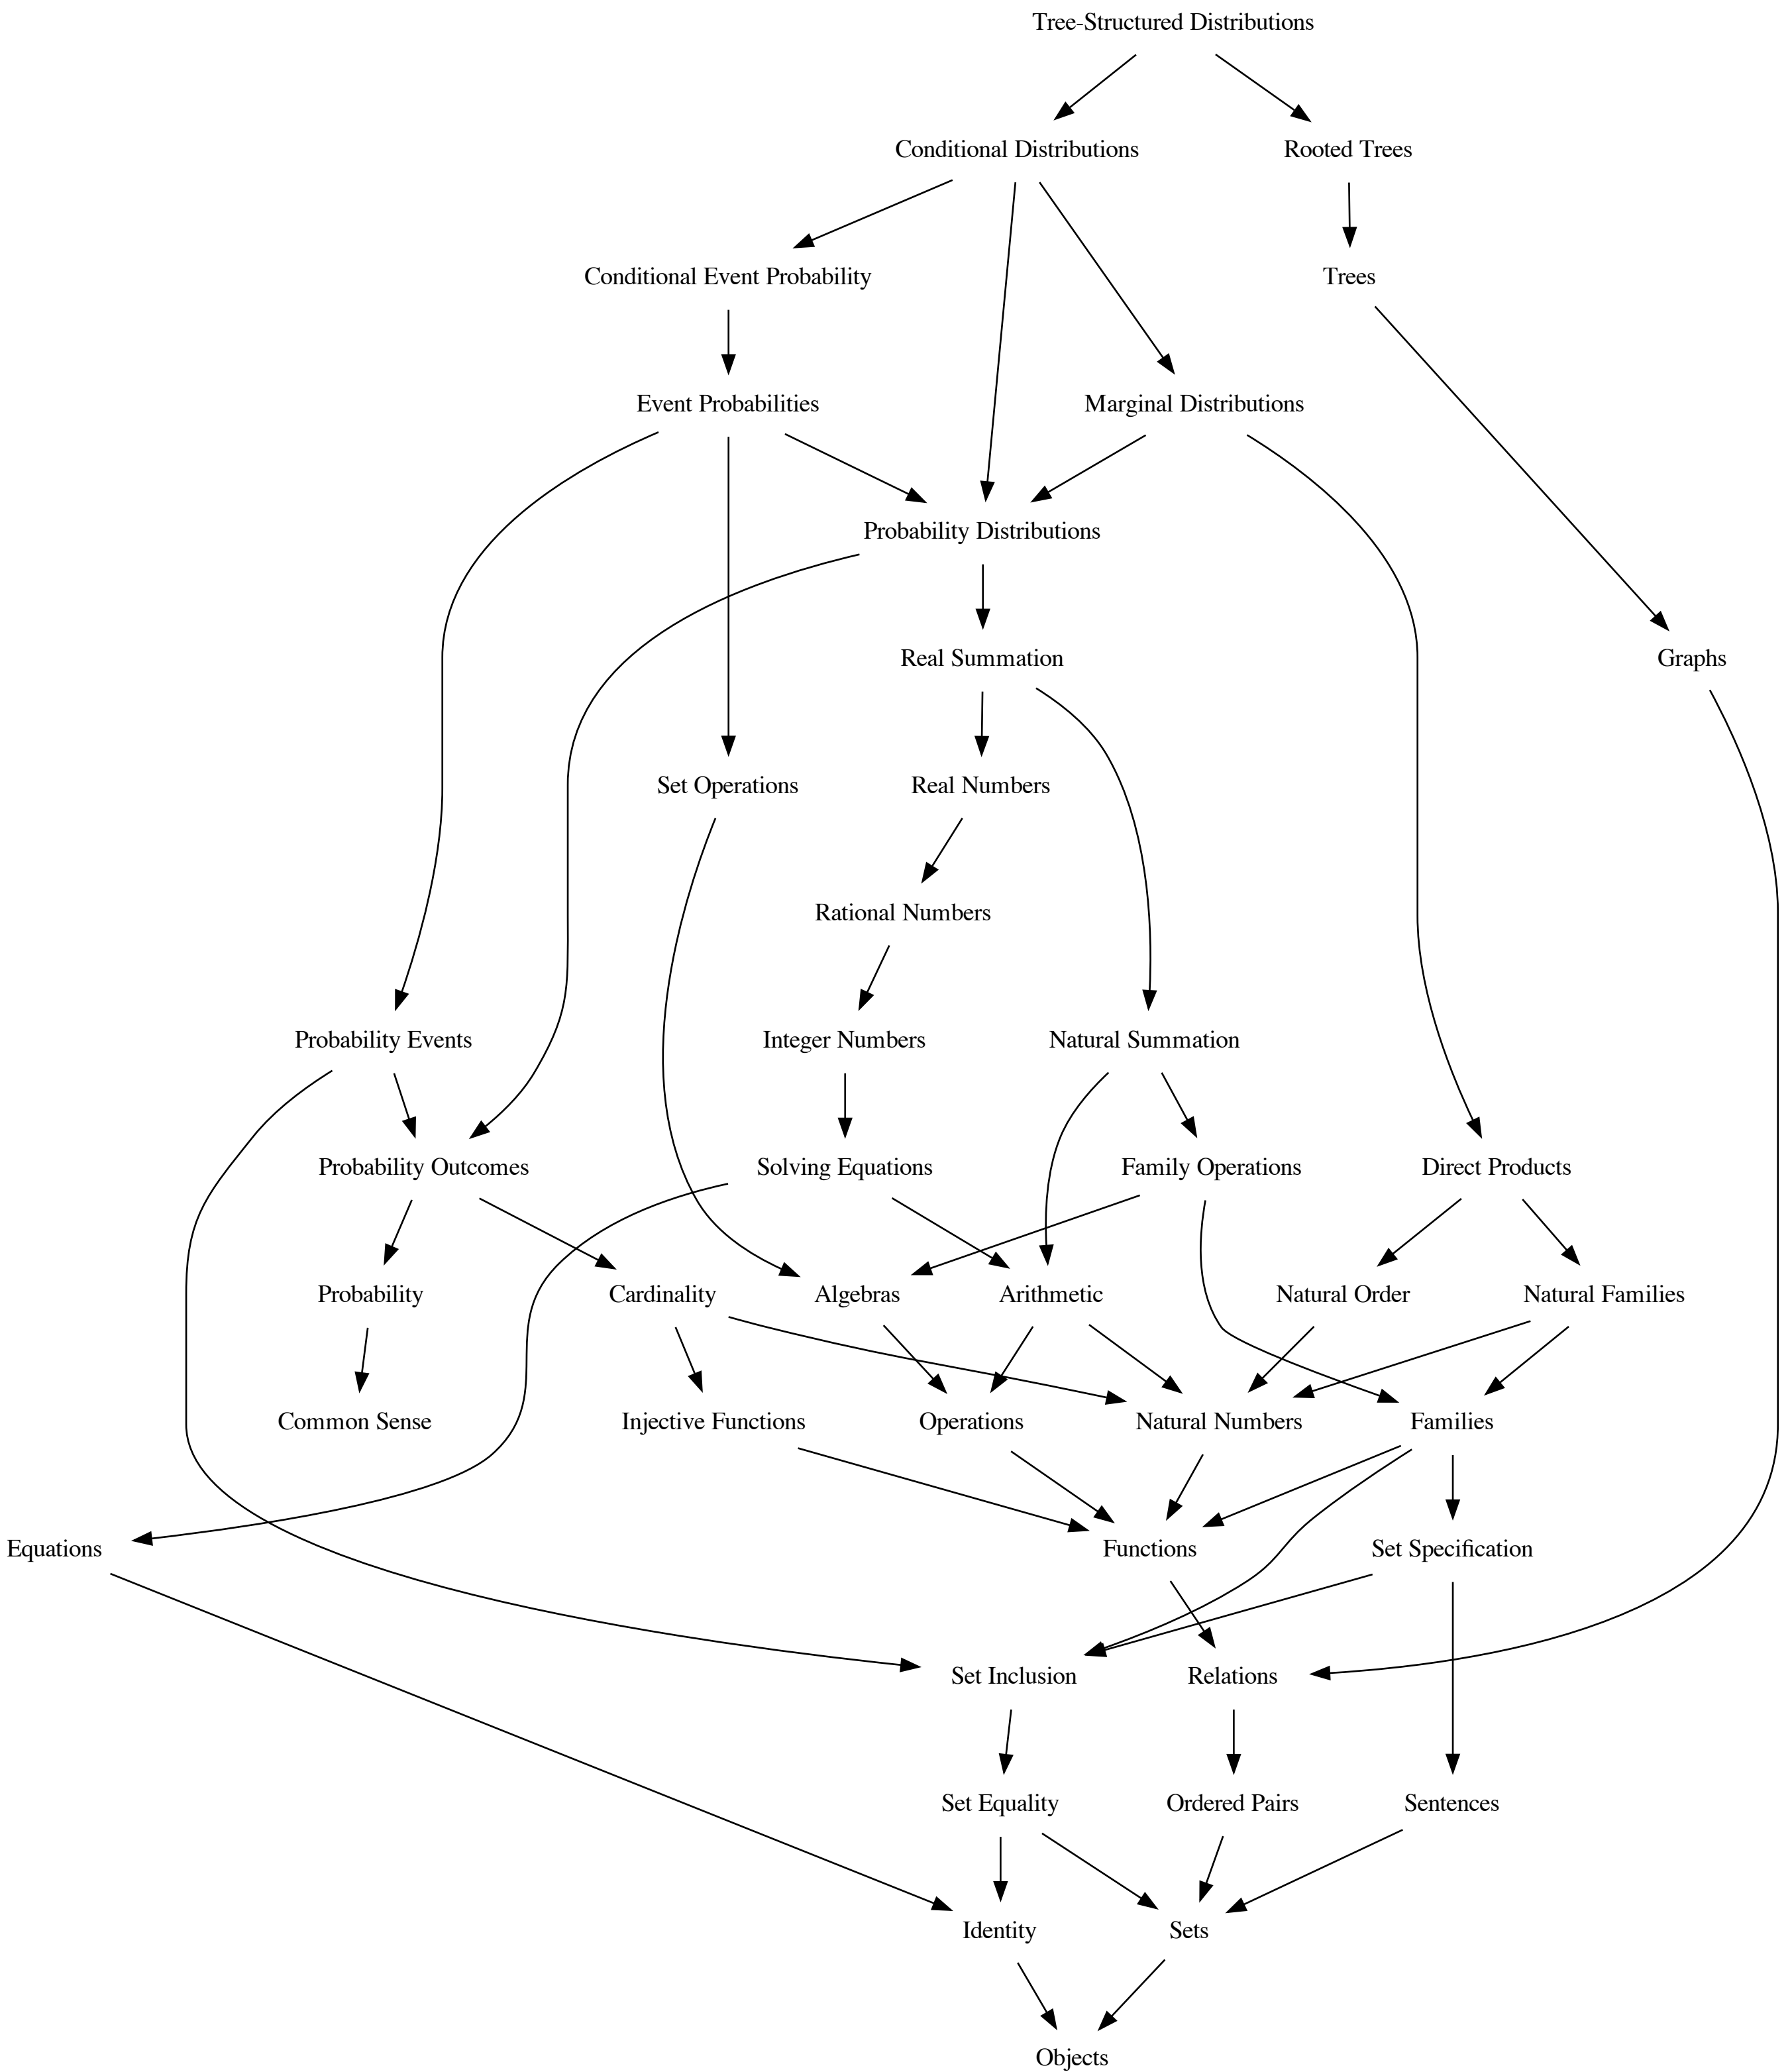 Tree-Structured Distributions
Conditional Distributions
Rooted Trees
Conditional Event Probability
Trees
Event Probabilities
Marginal Distributions
Probability Distributions
Real Summation
Graphs
Set Operations
Real Numbers
Rational Numbers
Probability Events
Integer Numbers
Natural Summation
Probability Outcomes
Solving Equations
Family Operations
Direct Products
Probability
Cardinality
Algebras
Arithmetic
Natural Order
Natural Families
Common Sense
Injective Functions
Operations
Natural Numbers
Families
Equations
Functions
Set Specification
Set Inclusion
Relations
Set Equality
Ordered Pairs
Sentences
Identity
Sets
Objects